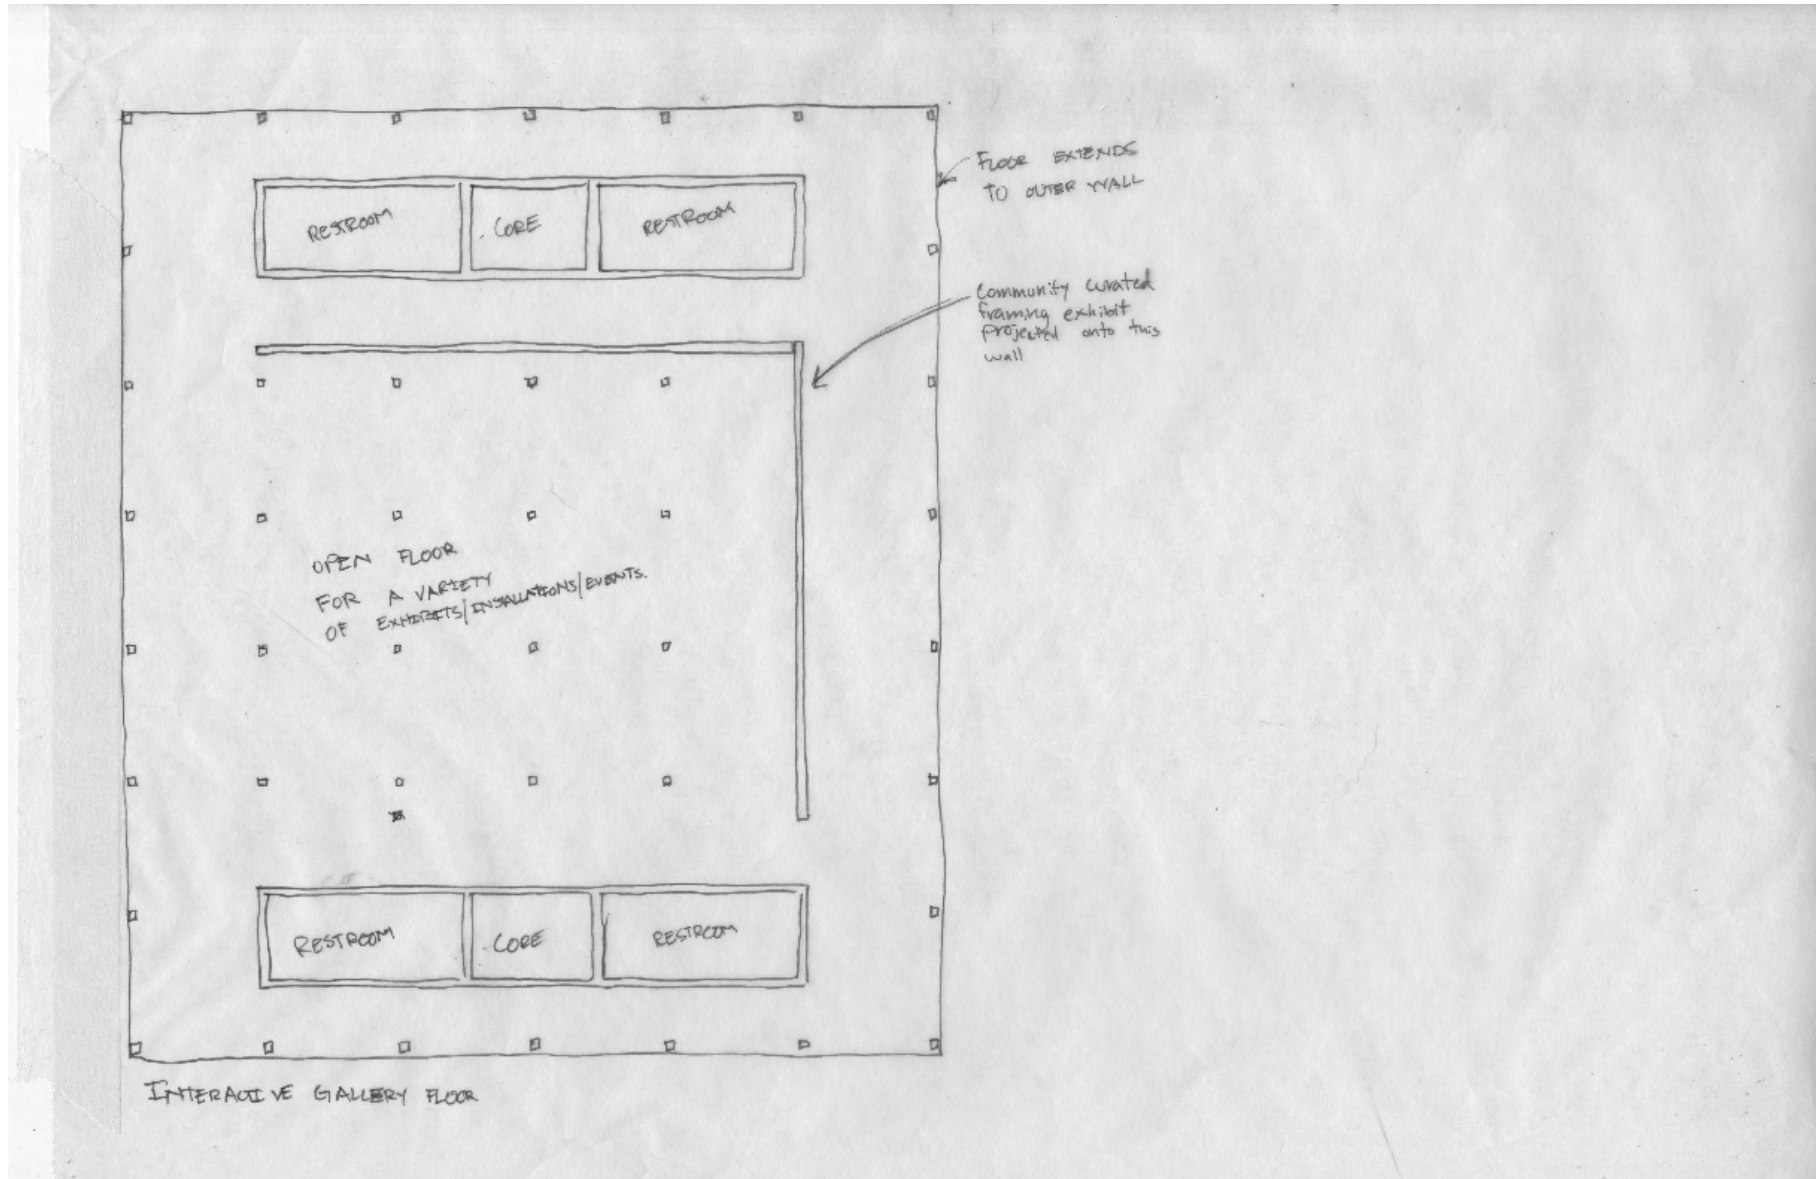 FLOOR EXTENDS
TO OUTER WALL
RESTROOM
CORE
RESTROOM
Community curated
framing exhibit
projected onto this
wall
OPEN FLOOR
FOR A VARIETY
OF EXHIBITS/INSTALLATIONS/EVENTS.
RESTROOM
CORE
RESTROOM
INTERACTIVE GALLERY FLOOR